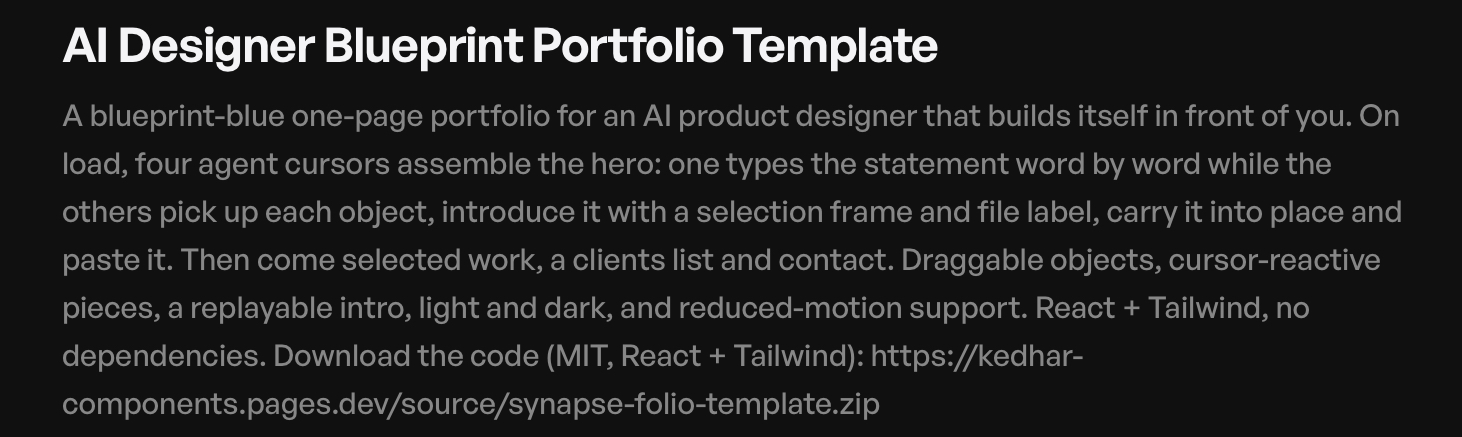 AI Designer Blueprint Portfolio Template
A blueprint-blue one-page portfolio for an AI product designer that builds itself in front of you. On
load, four agent cursors assemble the hero: one types the statement word by word while the
others pick up each object, introduce it with a selection frame and file label, carry it into place and
paste it. Then come selected work, a clients list and contact. Draggable objects, cursor-reactive
pieces, a replayable intro, light and dark, and reduced-motion support. React + Tailwind, no
dependencies. Download the code (MIT, React + Tailwind): https://kedhar-
components.pages.dev/source/synapse-folio-template.zip